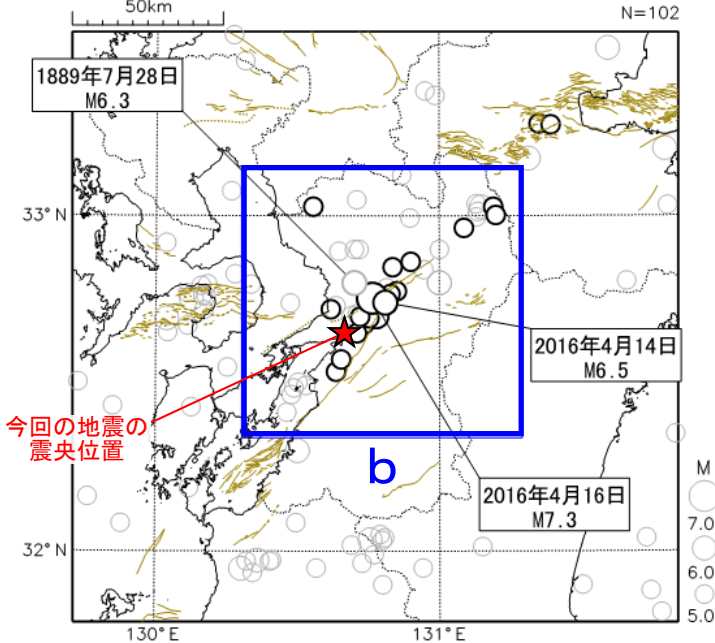 50km
N=102
1889年7月28日
M6.3
33°N
2016年4月14日
M6.5
今回の地震の
震央位置
b
2016年4月16日
M7.3
M
7.0
6.0
5.0
32°N
130°E
131°E